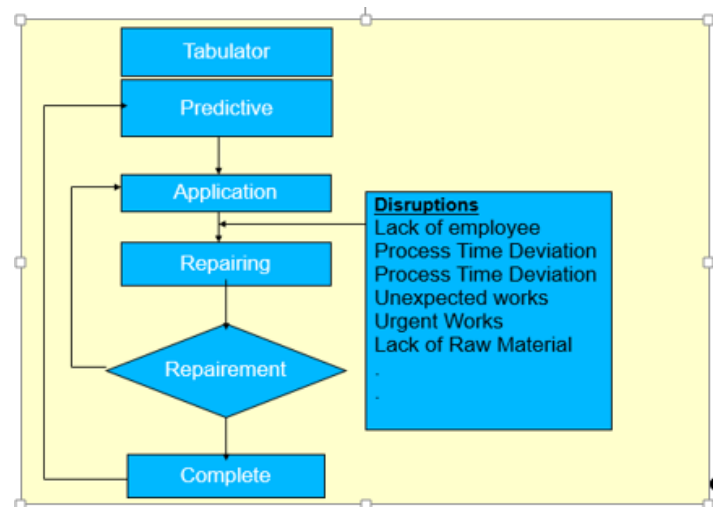 Tabulator
Predictive
Application
Disruptions
Lack of employee
Process Time Deviation
Process Time Deviation
Unexpected works
Urgent Works
Lack of Raw Material
.
.
Repairing
Repairement
Complete